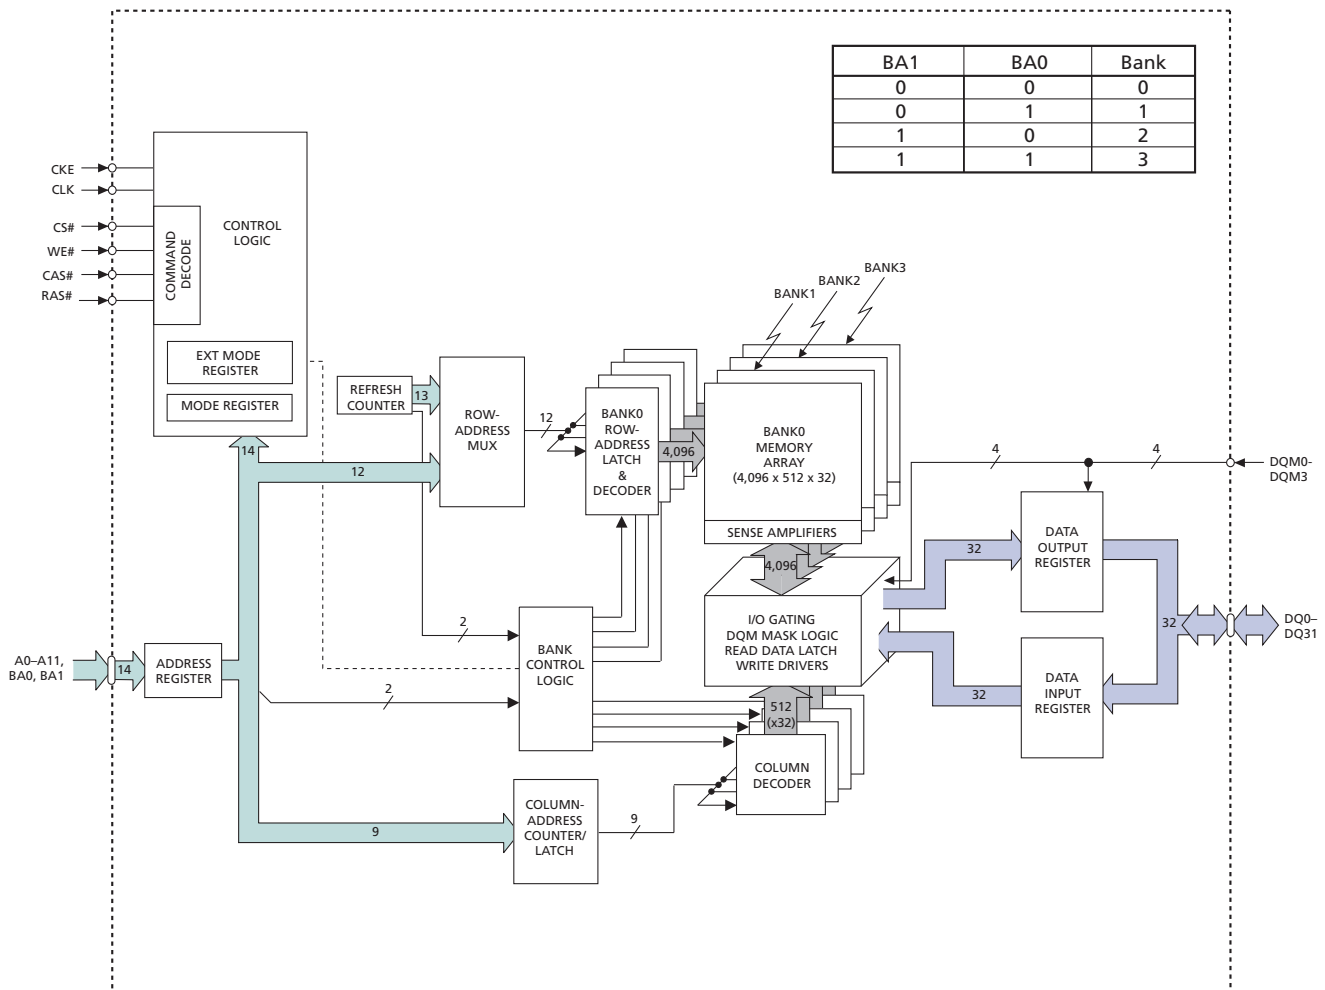 BA1 BA0 Bank
0 0 0
0 1 1
1 0 2
1 1 3
CKE
CLK
CS#
WE#
CAS#
RAS#
COMMAND
DECODE
CONTROL
LOGIC
EXT MODE
REGISTER
MODE REGISTER
BANK1
BANK2
BANK3
REFRESH
COUNTER
13
ROW-
ADDRESS
MUX
12
BANK0
ROW-
ADDRESS
LATCH
&
DECODER
4,096
BANK0
MEMORY
ARRAY
(4,096 x 512 x 32)
SENSE AMPLIFIERS
14
12
4
4
DQM0-
DQM3
4,096
DATA
OUTPUT
REGISTER
32
I/O GATING
DQM MASK LOGIC
READ DATA LATCH
WRITE DRIVERS
32
DQ0–
DQ31
2
BANK
CONTROL
LOGIC
A0–A11,
BA0, BA1
14
ADDRESS
REGISTER
2
32
DATA
INPUT
REGISTER
512
(x32)
COLUMN
DECODER
COLUMN-
ADDRESS
COUNTER/
LATCH
9
9